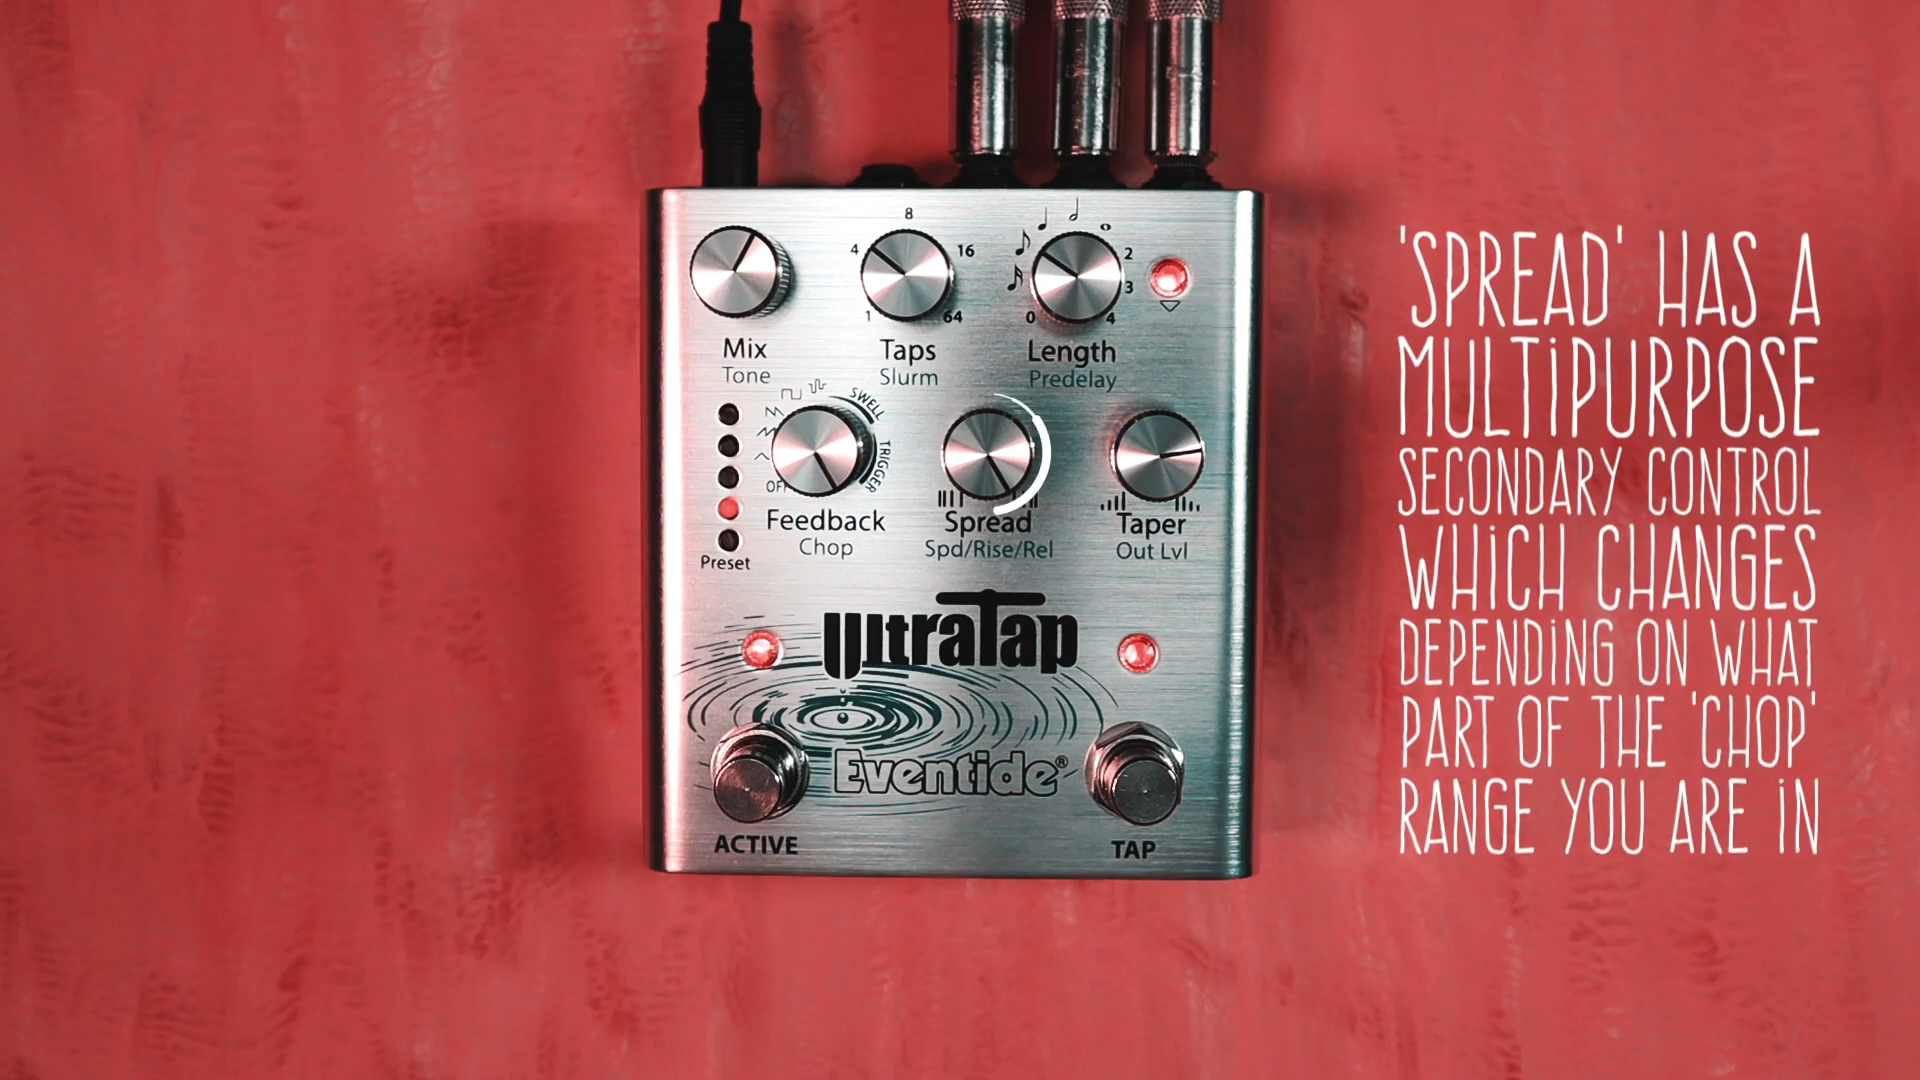 8
4
16
1
64
2
3
0
4
Mix
Tone
Taps
Slurm
Length
Predelay
SWELL
TRIGGER
OFF
Feedback
Chop
Spread
Spd/Rise/Rel
Taper
Out Lvl
Preset
UltraTap
Eventide®
ACTIVE
TAP
'SPREAD' HAS A
MULTiPURPOSE
SECONDARY CONTROL
WHiCH CHANGES
DEPENDiNG ON WHAT
PART OF THE 'CHOP'
RANGE YOU ARE iN